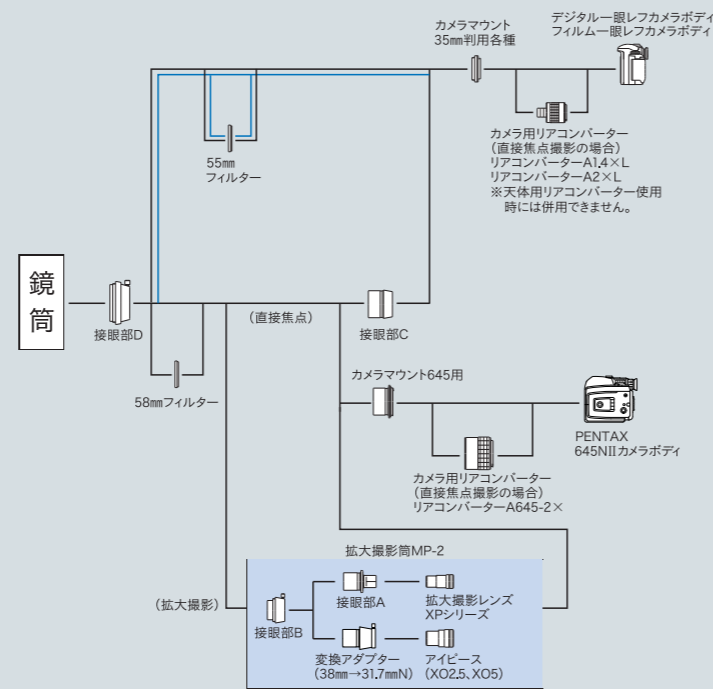 カメラマウント
35mm判用各種
デジタル一眼レフカメラボディ
フィルム一眼レフカメラボディ
カメラ用リアコンバーター
(直接焦点撮影の場合)
リアコンバーターA1.4×L
リアコンバーターA2×L
※天体用リアコンバーター使用
時には併用できません。
55mm
フィルター
鏡筒
接眼部D
(直接焦点)
接眼部C
58mmフィルター
カメラマウント645用
PENTAX
645NIIカメラボディ
カメラ用リアコンバーター
(直接焦点撮影の場合)
リアコンバーターA645-2×
拡大撮影筒MP-2
(拡大撮影)
接眼部B
接眼部A
拡大撮影レンズ
XPシリーズ
変換アダプター
(38mm→31.7mmN)
アイピース
(XO2.5、XO5)